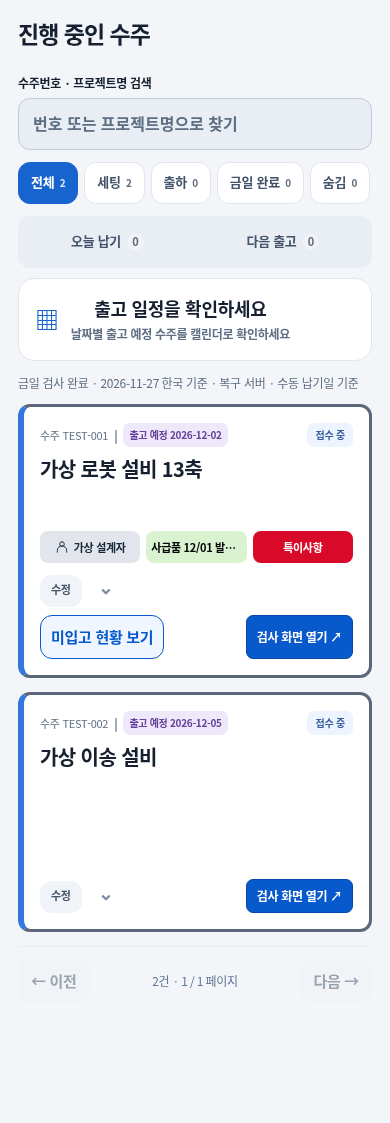 진행 중인 수주
수주번호 · 프로젝트명 검색
번호 또는 프로젝트명으로 찾기
전체 2 세팅 2 출하 0 금일 완료 0 숨김 0
오늘 납기 0 다음 출고 0
출고 일정을 확인하세요
날짜별 출고 예정 수주를 캘린더로 확인하세요
금일 검사 완료 · 2026-11-27 한국 기준 · 복구 서버 · 수동 납기일 기준
수주 TEST-001 | 출고 예정 2026-12-02 접수 중
가상 로봇 설비 13축
가상 설계자 사급품 12/01 발… 특이사항
수정
미입고 현황 보기 검사 화면 열기 ↗
수주 TEST-002 | 출고 예정 2026-12-05 접수 중
가상 이송 설비
수정 검사 화면 열기 ↗
← 이전 2건 · 1 / 1 페이지 다음 →